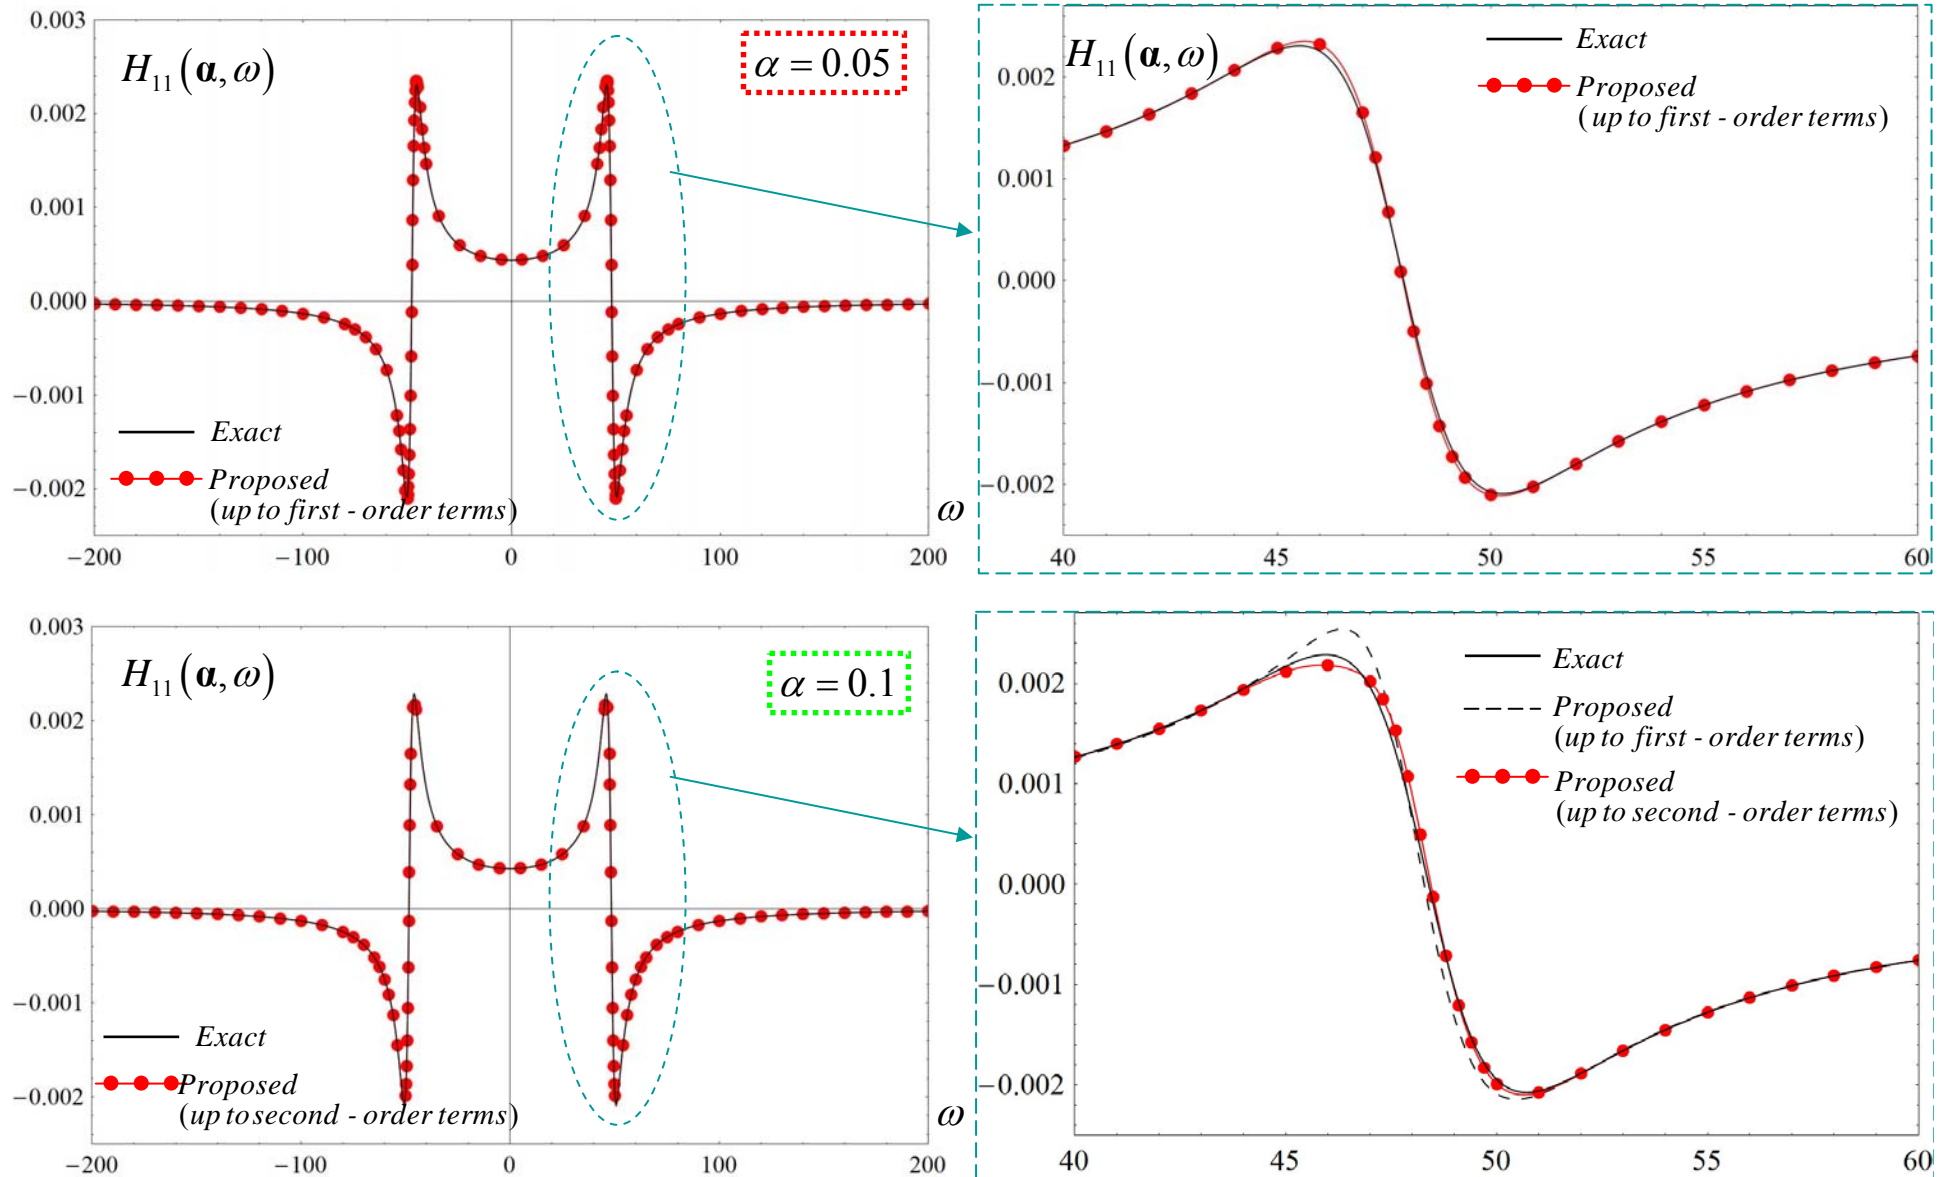 0.003
H₁₁(α, ω)
α = 0.05
0.002
0.001
0.000
−0.001
−0.002
Exact
Proposed
(up to first - order terms)
ω
−200
−100
0
100
200
H₁₁(α, ω)
Exact
Proposed
(up to first - order terms)
0.002
0.001
0.000
−0.001
−0.002
40
45
50
55
60
0.003
H₁₁(α, ω)
α = 0.1
0.002
0.001
0.000
−0.001
−0.002
Exact
Proposed
(up to second - order terms)
ω
−200
−100
0
100
200
Exact
Proposed
(up to first - order terms)
Proposed
(up to second - order terms)
0.002
0.001
0.000
−0.001
−0.002
40
45
50
55
60